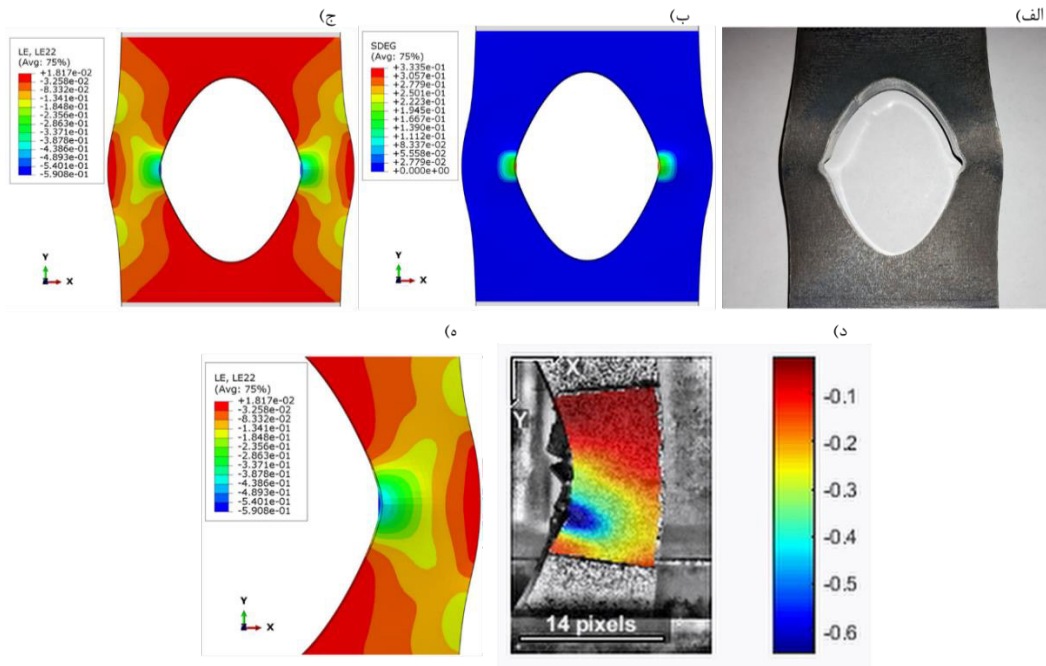 الف)
ب)
SDEG
(Avg: 75%)
+3.335e-01
+3.057e-01
+2.779e-01
+2.501e-01
+2.223e-01
+1.945e-01
+1.667e-01
+1.390e-01
+1.112e-01
+8.337e-02
+5.558e-02
+2.779e-02
+0.000e+00
Y
X
ج)
LE, LE22
(Avg: 75%)
+1.817e-02
-3.258e-02
-8.332e-02
-1.341e-01
-1.848e-01
-2.356e-01
-2.863e-01
-3.371e-01
-3.878e-01
-4.386e-01
-4.893e-01
-5.401e-01
-5.908e-01
Y
X
د)
X
Y
14 pixels
-0.1
-0.2
-0.3
-0.4
-0.5
-0.6
ه)
LE, LE22
(Avg: 75%)
+1.817e-02
-3.258e-02
-8.332e-02
-1.341e-01
-1.848e-01
-2.356e-01
-2.863e-01
-3.371e-01
-3.878e-01
-4.386e-01
-4.893e-01
-5.401e-01
-5.908e-01
Y
X